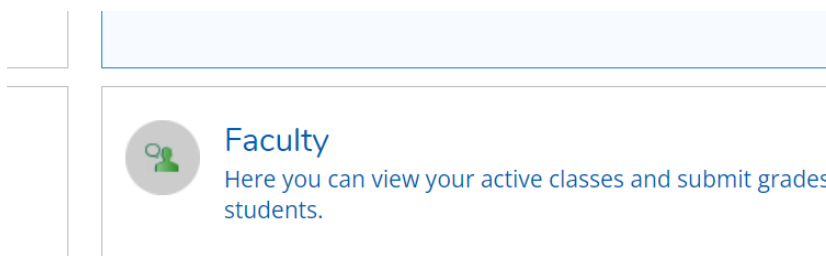 Faculty
Here you can view your active classes and submit grades
students.